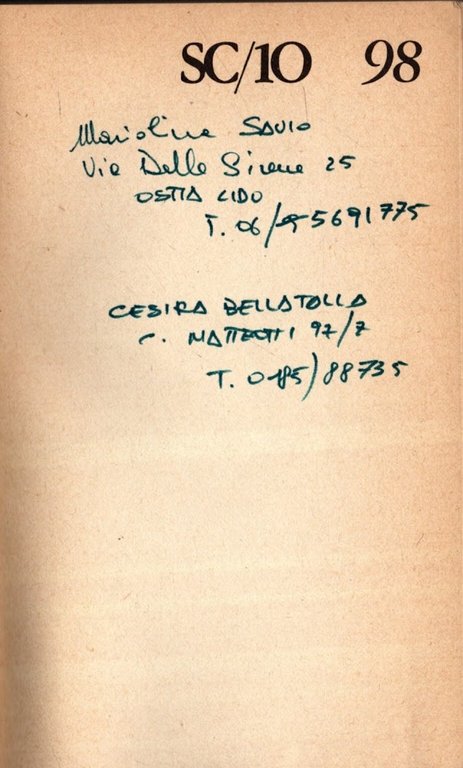 SC/10 98
Mariolina SAVIO
Via Delle Sirene 25
OSTIA LIDO
T. 06/5691775
CESIRA BELLATOLLA
C. MATTEOTTI 97/7
T. 0185/88735